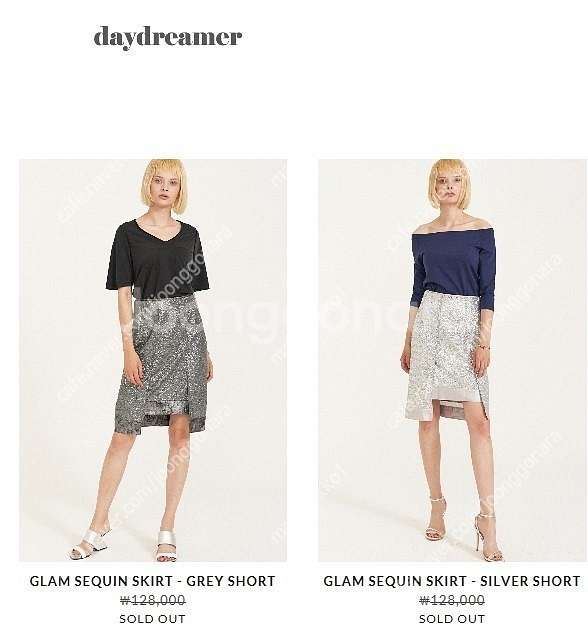 daydreamer
joonggonara
GLAM SEQUIN SKIRT - GREY SHORT
GLAM SEQUIN SKIRT - SILVER SHORT
₩128,000
₩128,000
SOLD OUT
SOLD OUT